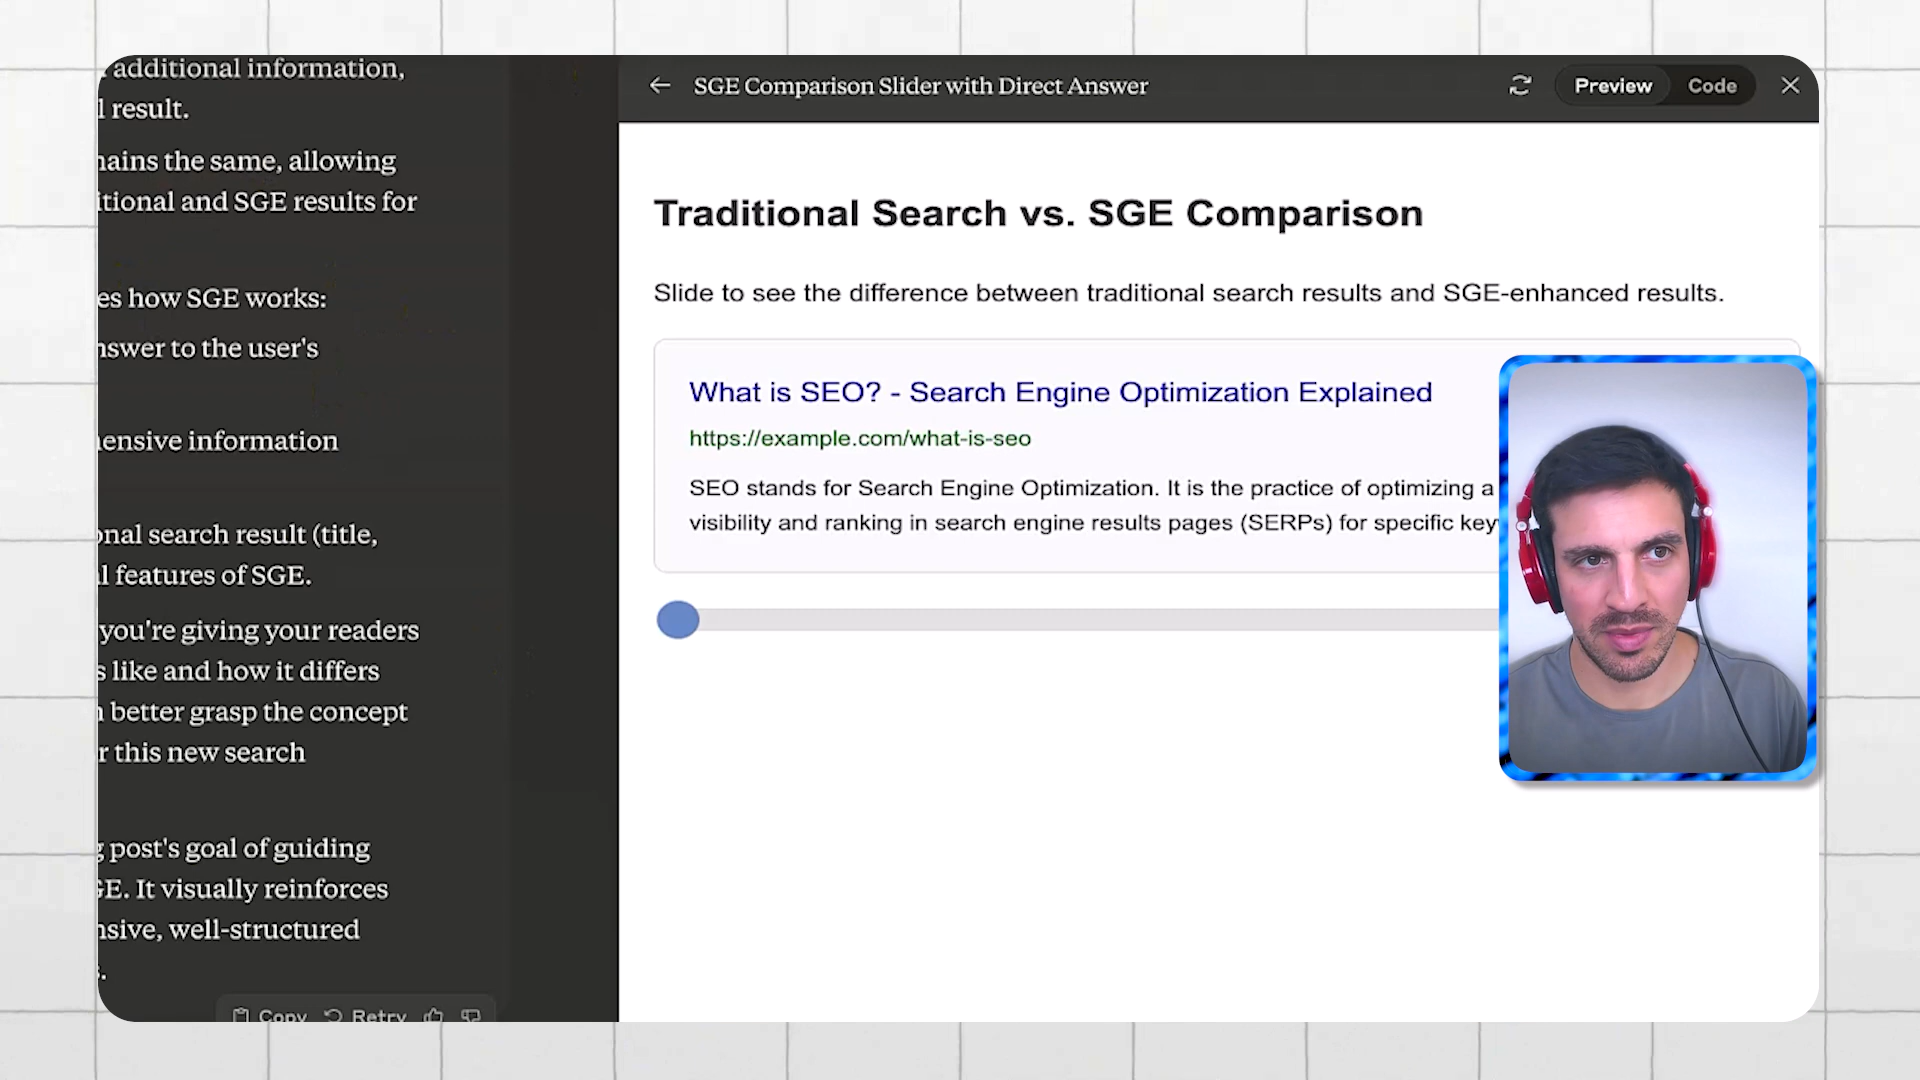 additional information,
l result.
ains the same, allowing
itional and SGE results for
es how SGE works:
nswer to the user's
ensive information
onal search result (title,
l features of SGE.
you're giving your readers
s like and how it differs
better grasp the concept
r this new search
post's goal of guiding
GE. It visually reinforces
nsive, well-structured
s.
Copy Retry
SGE Comparison Slider with Direct Answer
Preview Code
Traditional Search vs. SGE Comparison
Slide to see the difference between traditional search results and SGE-enhanced results.
What is SEO? - Search Engine Optimization Explained
https://example.com/what-is-seo
SEO stands for Search Engine Optimization. It is the practice of optimizing a
visibility and ranking in search engine results pages (SERPs) for specific key